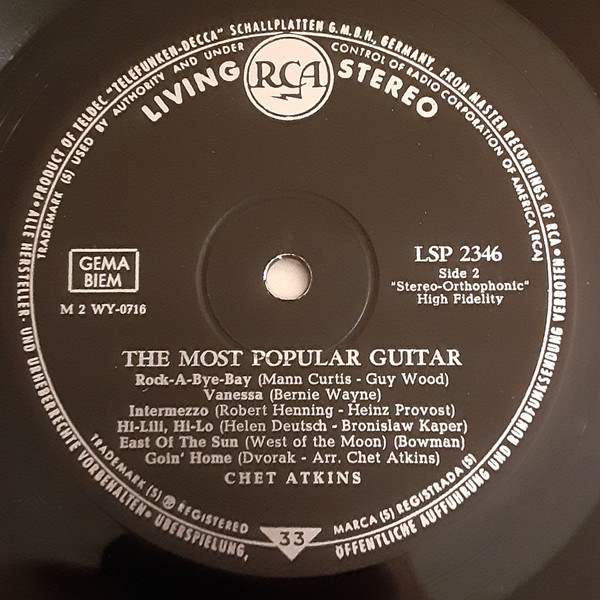 • PRODUCT OF TELDEC "TELEFUNKEN-DECCA" SCHALLPLATTEN G.M.B.H., GERMANY, FROM MASTER RECORDINGS OF RCA •
TRADEMARK (S) USED BY AUTHORITY AND UNDER CONTROL OF RADIO CORPORATION OF AMERICA (RCA)
LIVING RCA STEREO
GEMA
BIEM
M 2 WY-0716
LSP 2346
Side 2
"Stereo-Orthophonic"
High Fidelity
THE MOST POPULAR GUITAR
Rock-A-Bye-Bay (Mann Curtis - Guy Wood)
Vanessa (Bernie Wayne)
Intermezzo (Robert Henning - Heinz Provost)
Hi-Lili, Hi-Lo (Helen Deutsch - Bronislaw Kaper)
East Of The Sun (West of the Moon) (Bowman)
Goin' Home (Dvorak - Arr. Chet Atkins)
CHET ATKINS
TRADEMARK (S) ® REGISTERED
MARCA (S) REGISTRADA (S)
33
ALLE HERSTELLER- UND URHEBERRECHTE VORBEHALTEN • ÜBERSPIELUNG, ÖFFENTLICHE AUFFÜHRUNG UND RUNDFUNKSENDUNG VERBOTEN